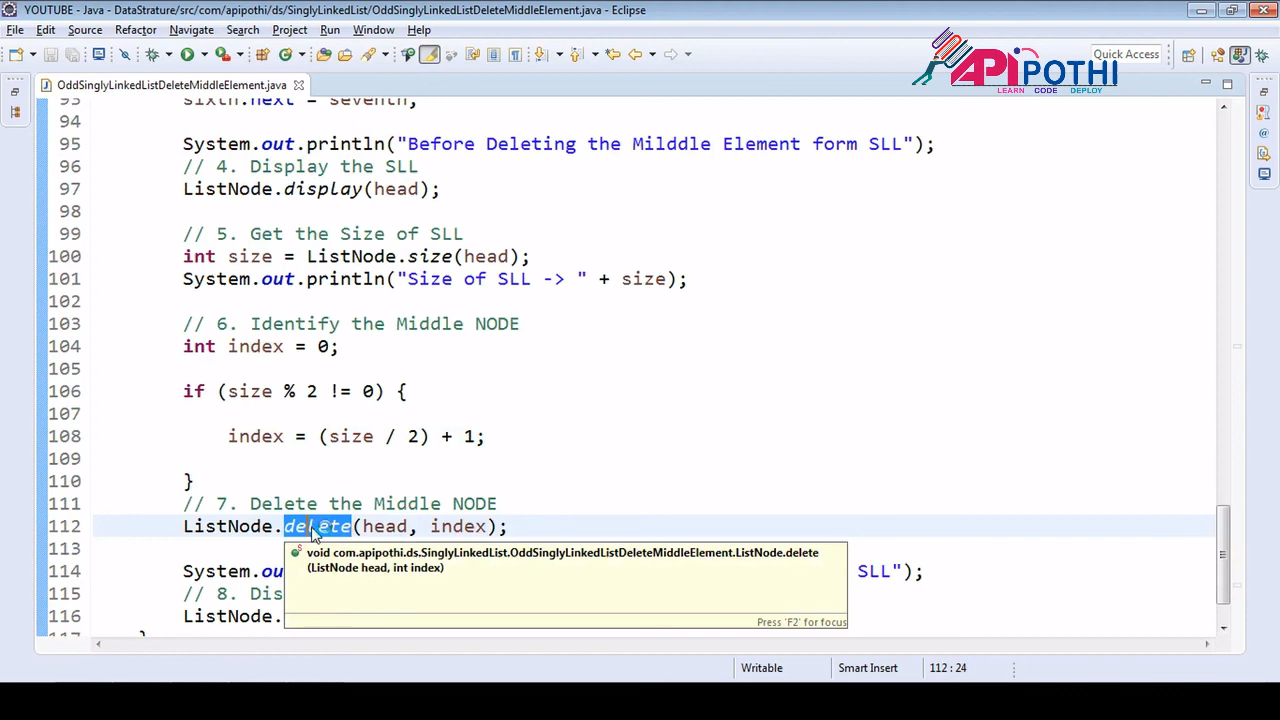 YOUTUBE - Java - DataStrature/src/com/apipothi/ds/SinglyLinkedList/OddSinglyLinkedListDeleteMiddleElement.java - Eclipse
File Edit Source Refactor Navigate Search Project Run Window Help
Quick Access
APIPOTHI
LEARN CODE DEPLOY
OddSinglyLinkedListDeleteMiddleElement.java
93 sixth.next = seventh;
94
95 System.out.println("Before Deleting the Milddle Element form SLL");
96 // 4. Display the SLL
97 ListNode.display(head);
98
99 // 5. Get the Size of SLL
100 int size = ListNode.size(head);
101 System.out.println("Size of SLL -> " + size);
102
103 // 6. Identify the Middle NODE
104 int index = 0;
105
106 if (size % 2 != 0) {
107
108 index = (size / 2) + 1;
109
110 }
111 // 7. Delete the Middle NODE
112 ListNode.delete(head, index);
113
void com.apipothi.ds.SinglyLinkedList.OddSinglyLinkedListDeleteMiddleElement.ListNode.delete
(ListNode head, int index)
114 System.ou SLL");
115 // 8. Dis
116 ListNode.
Press 'F2' for focus
117 }
Writable Smart Insert 112 : 24